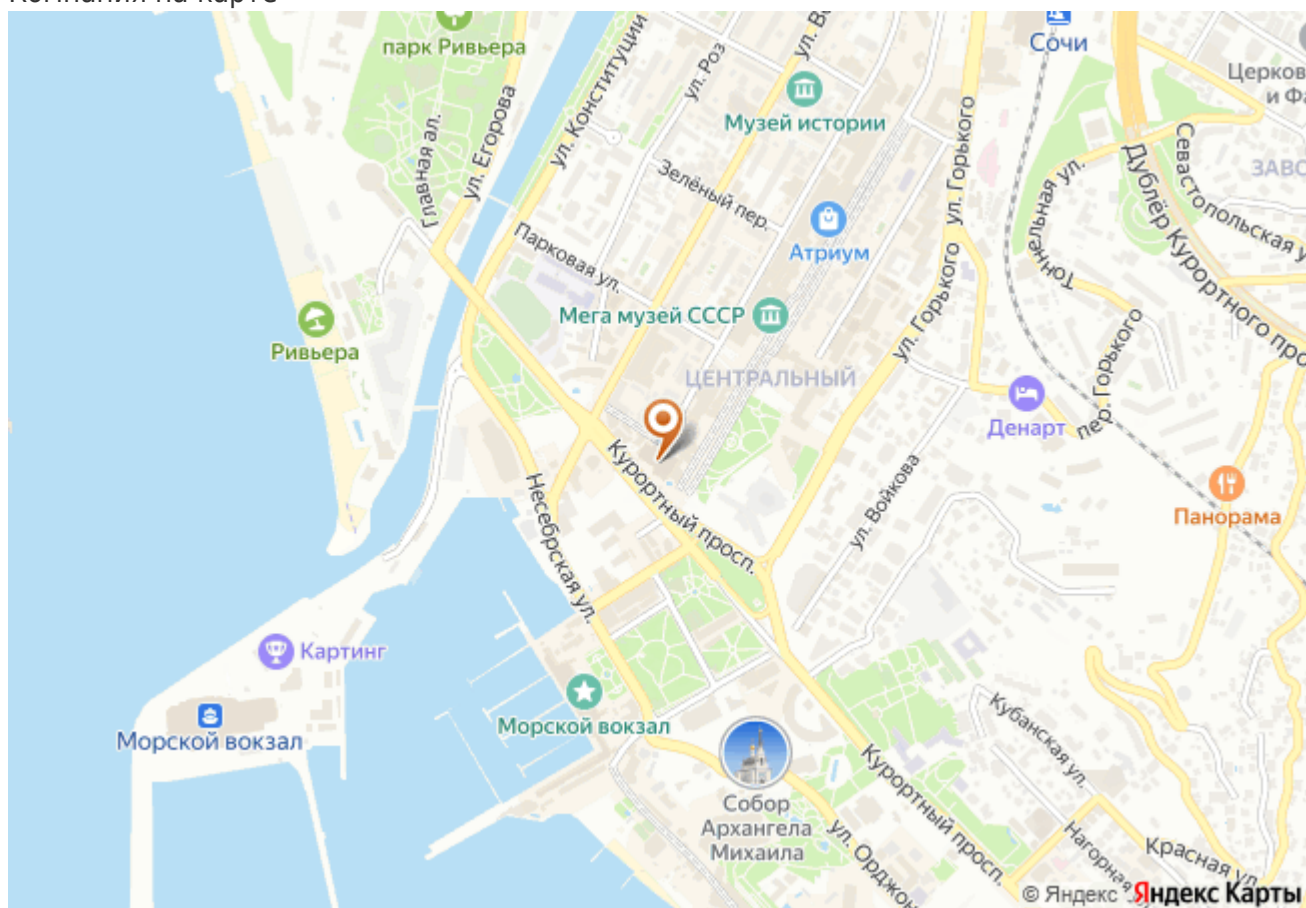 Компания на карте
парк Ривьера
ул. Конституции
ул. Роз
Сочи
Музей истории
ул. Егорова
Главная ал.
Зелёный пер.
ул. Горького
Тоннельная ул.
Дублёр Курортного
Севастопольская
Парковая ул.
Атриум
Мега музей СССР
ул. Горького
Ривьера
ЦЕНТРАЛЬНЫЙ
пер. Горького
Денарт
Курортный просп.
ул. Войкова
Несебрская ул.
Панорама
Картинг
Морской вокзал
Морской вокзал
Собор
Архангела
Михаила
Курортный просп.
Кубанская ул.
Нагорная
Красная ул.
© Яндекс
Яндекс Карты